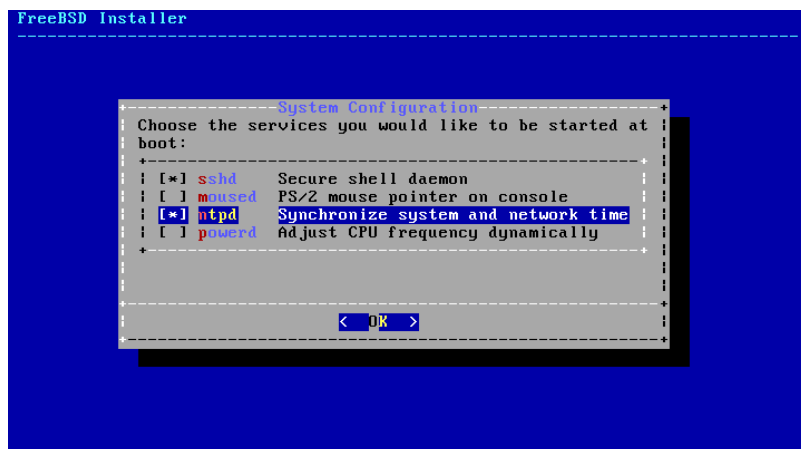 FreeBSD Installer
System Configuration
Choose the services you would like to be started at
boot:
[*] sshd Secure shell daemon
[ ] moused PS/2 mouse pointer on console
[*] ntpd Synchronize system and network time
[ ] powerd Adjust CPU frequency dynamically
< OK >